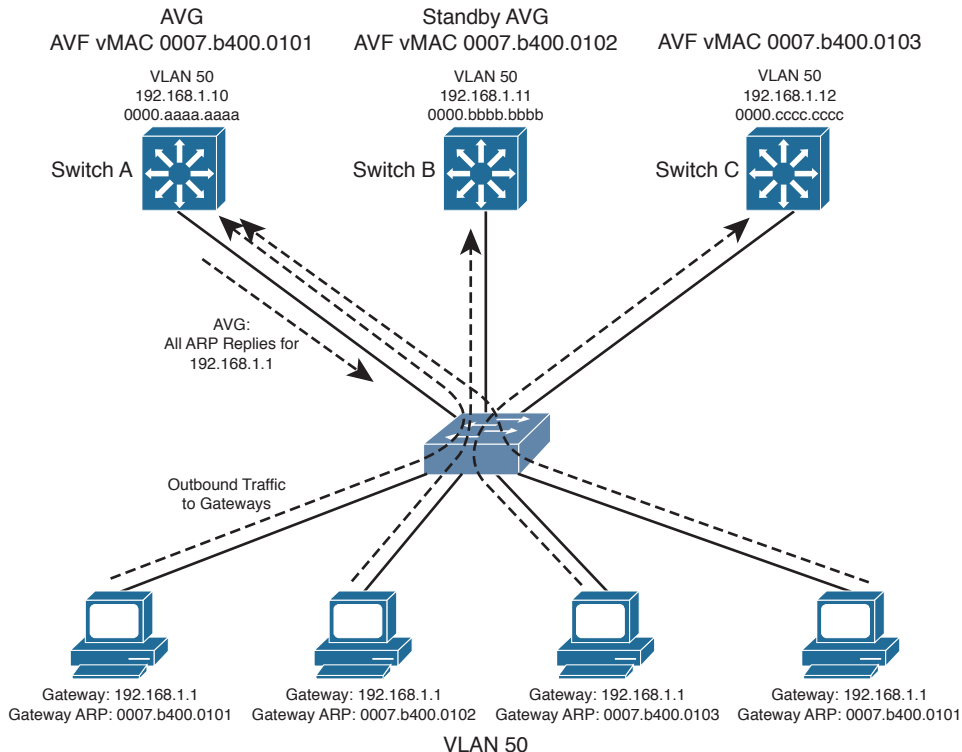 AVG
AVF vMAC 0007.b400.0101
Standby AVG
AVF vMAC 0007.b400.0102
AVF vMAC 0007.b400.0103
VLAN 50
192.168.1.10
0000.aaaa.aaaa
VLAN 50
192.168.1.11
0000.bbbb.bbbb
VLAN 50
192.168.1.12
0000.cccc.cccc
Switch A
Switch B
Switch C
AVG:
All ARP Replies for
192.168.1.1
Outbound Traffic
to Gateways
Gateway: 192.168.1.1
Gateway ARP: 0007.b400.0101
Gateway: 192.168.1.1
Gateway ARP: 0007.b400.0102
Gateway: 192.168.1.1
Gateway ARP: 0007.b400.0103
Gateway: 192.168.1.1
Gateway ARP: 0007.b400.0101
VLAN 50